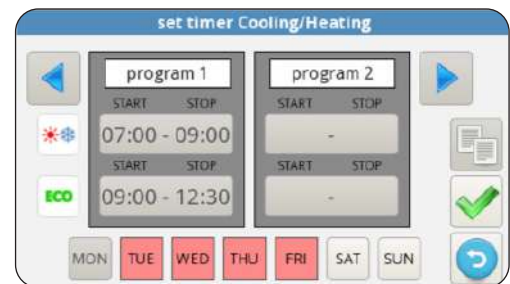 set timer Cooling/Heating
program 1 program 2
START STOP START STOP
07:00 - 09:00 -
START STOP START STOP
ECO 09:00 - 12:30 -
MON TUE WED THU FRI SAT SUN